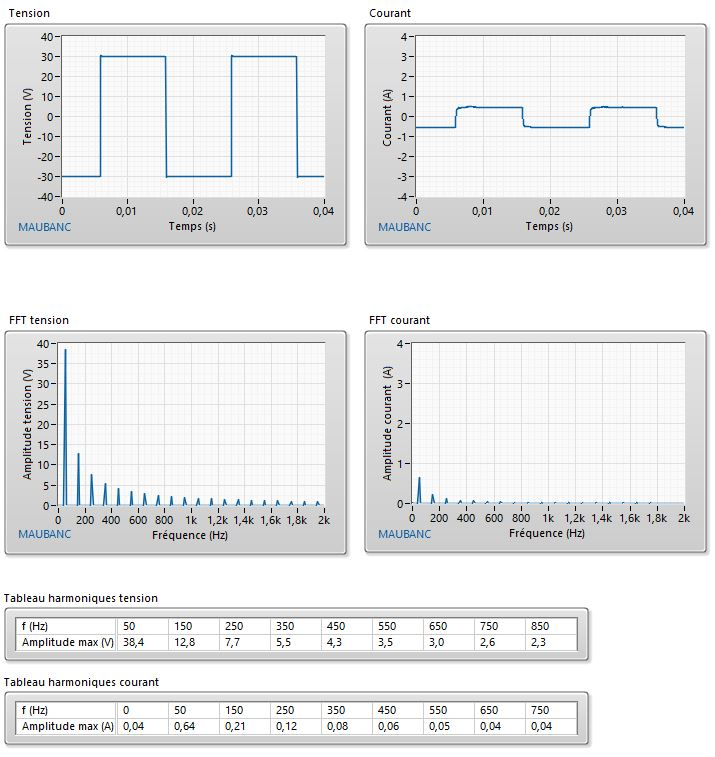 Tension
Courant
40
30
20
10
0
-10
-20
-30
-40
Tension (V)
0
0,01
0,02
0,03
0,04
Temps (s)
MAUBANC
4
3
2
1
0
-1
-2
-3
-4
Courant (A)
0
0,01
0,02
0,03
0,04
Temps (s)
MAUBANC
FFT tension
FFT courant
40
35
30
25
20
15
10
5
0
Amplitude tension (V)
0 200 400 600 800 1k 1,2k 1,4k 1,6k 1,8k 2k
Fréquence (Hz)
MAUBANC
4
3
2
1
0
Amplitude courant (A)
0 200 400 600 800 1k 1,2k 1,4k 1,6k 1,8k 2k
Fréquence (Hz)
MAUBANC
Tableau harmoniques tension
f (Hz) 50 150 250 350 450 550 650 750 850
Amplitude max (V) 38,4 12,8 7,7 5,5 4,3 3,5 3,0 2,6 2,3
Tableau harmoniques courant
f (Hz) 0 50 150 250 350 450 550 650 750
Amplitude max (A) 0,04 0,64 0,21 0,12 0,08 0,06 0,05 0,04 0,04